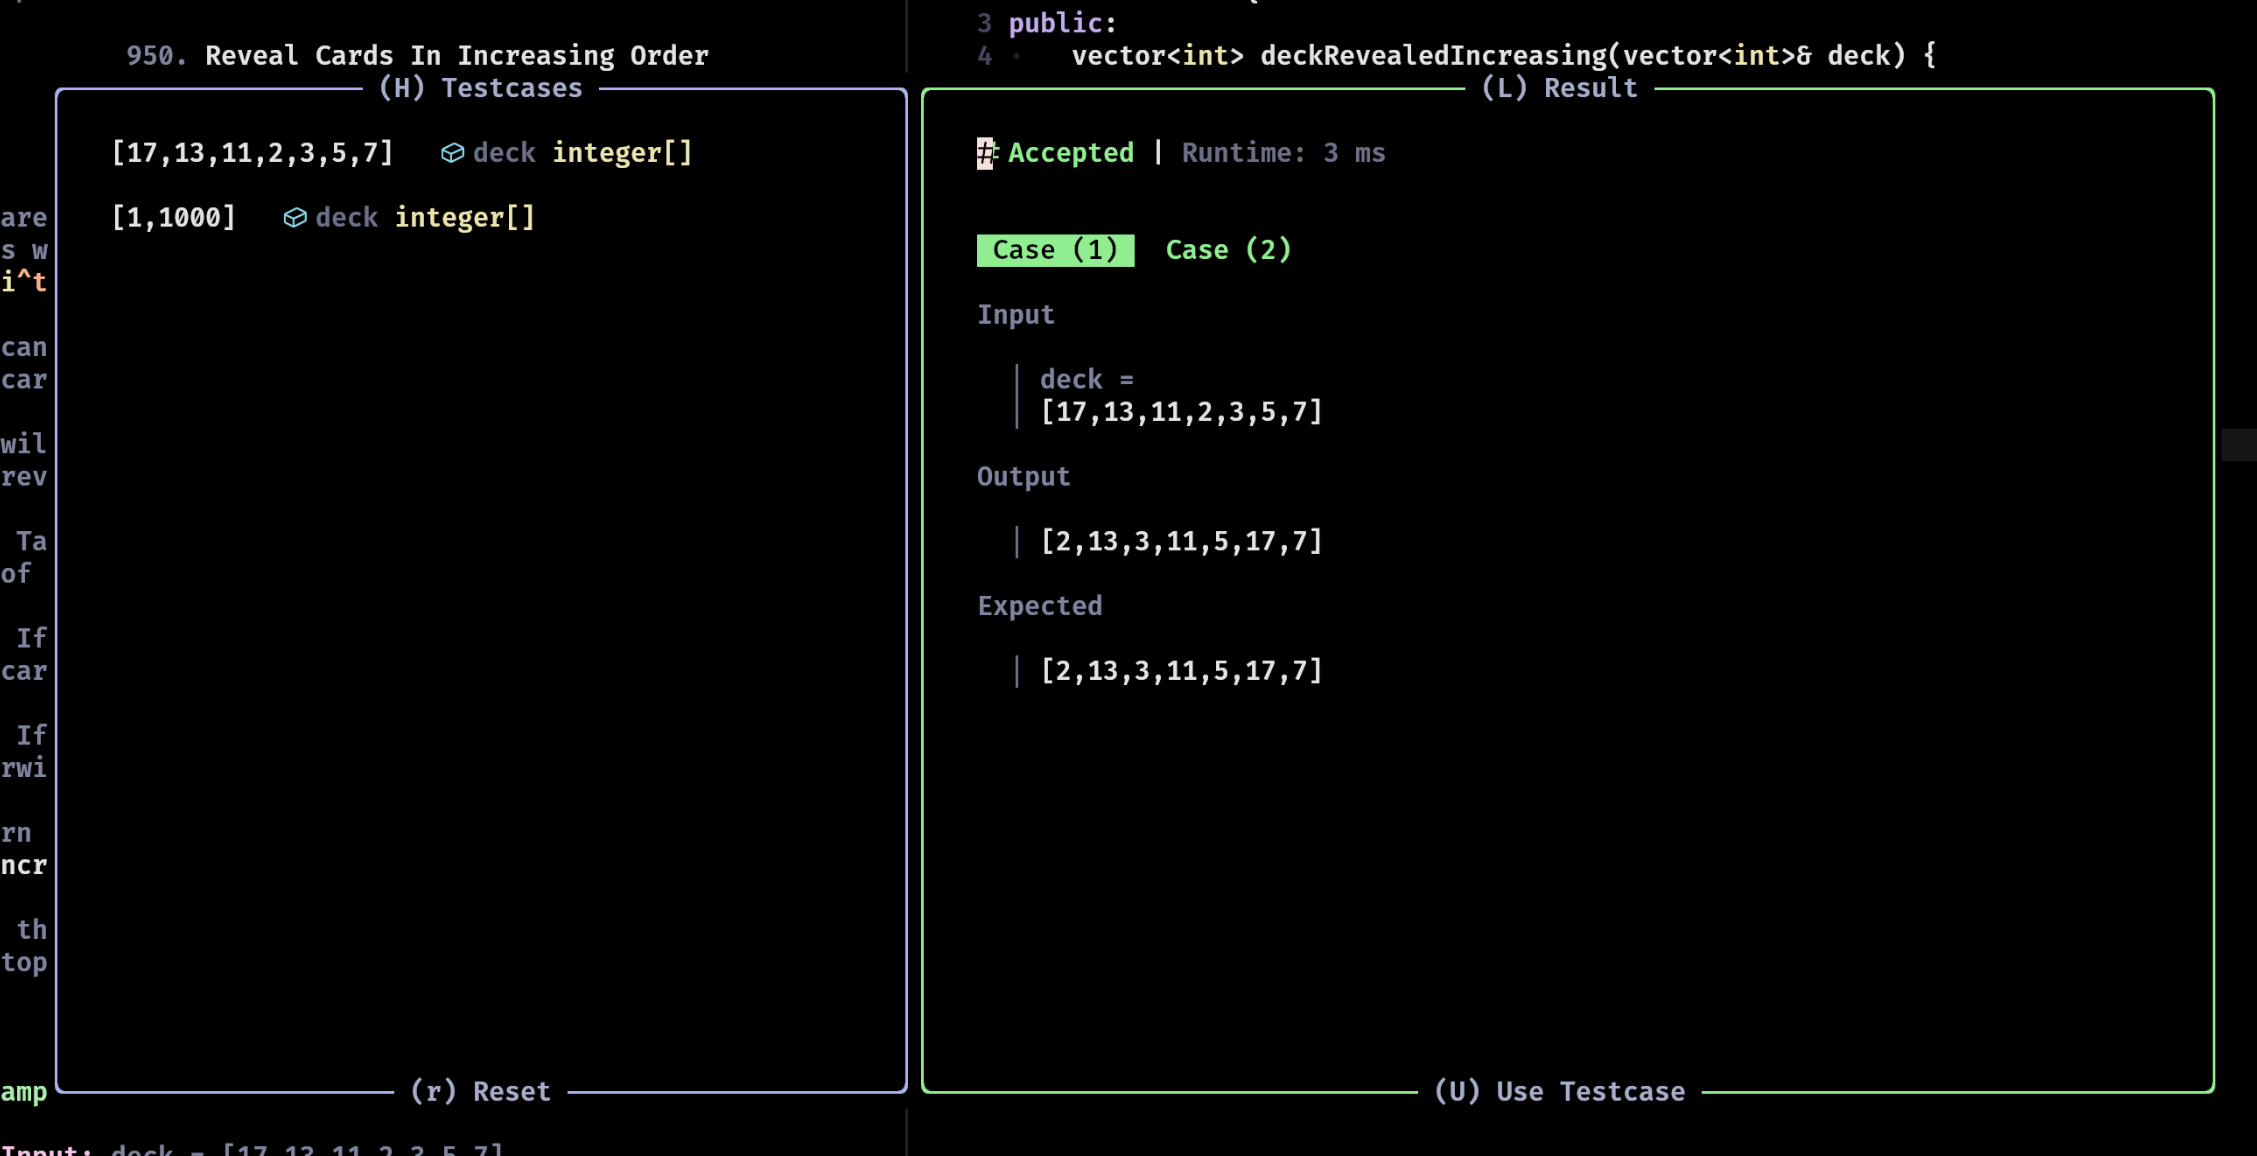 3 public:
950. Reveal Cards In Increasing Order
4 vector<int> deckRevealedIncreasing(vector<int>& deck) {
(H) Testcases
[17,13,11,2,3,5,7] deck integer[]
[1,1000] deck integer[]
are
s w
i^t
can
car
wil
rev
Ta
of
If
car
If
rwi
rn
ncr
th
top
amp
(r) Reset
(L) Result
# Accepted | Runtime: 3 ms
Case (1) Case (2)
Input
deck =
[17,13,11,2,3,5,7]
Output
[2,13,3,11,5,17,7]
Expected
[2,13,3,11,5,17,7]
(U) Use Testcase
Input: deck = [17,13,11,2,3,5,7]